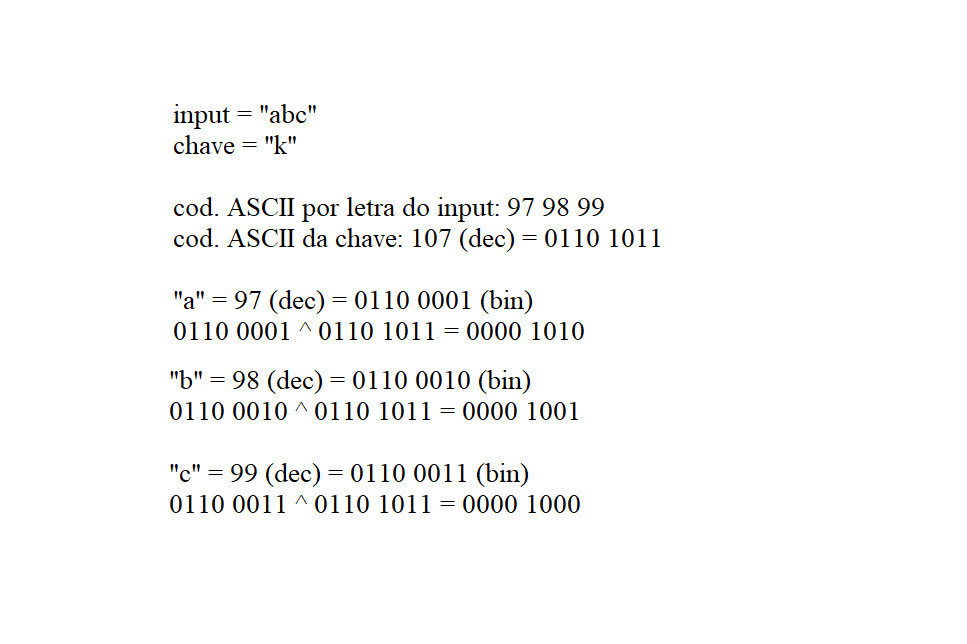 input = "abc"
chave = "k"
cod. ASCII por letra do input: 97 98 99
cod. ASCII da chave: 107 (dec) = 0110 1011
"a" = 97 (dec) = 0110 0001 (bin)
0110 0001 ^ 0110 1011 = 0000 1010
"b" = 98 (dec) = 0110 0010 (bin)
0110 0010 ^ 0110 1011 = 0000 1001
"c" = 99 (dec) = 0110 0011 (bin)
0110 0011 ^ 0110 1011 = 0000 1000